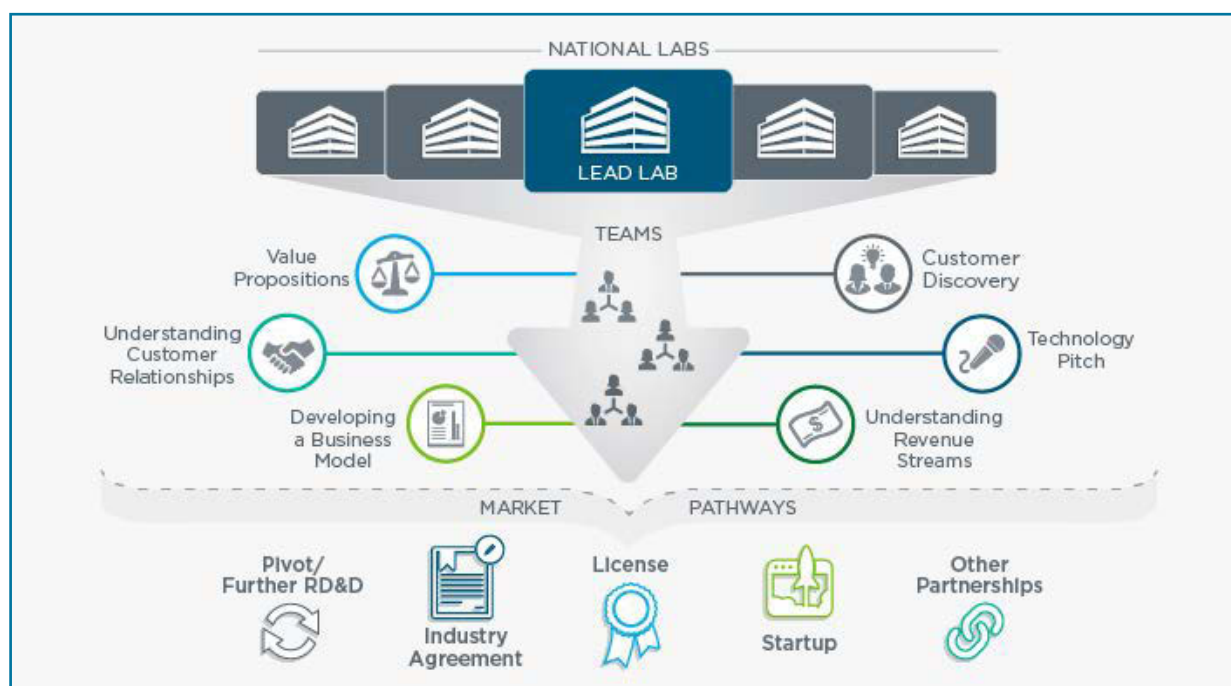 NATIONAL LABS
LEAD LAB
TEAMS
Value
Propositions
Customer
Discovery
Understanding
Customer
Relationships
Technology
Pitch
Developing
a Business
Model
Understanding
Revenue
Streams
MARKET PATHWAYS
Pivot/
Further RD&D
Industry
Agreement
License
Startup
Other
Partnerships